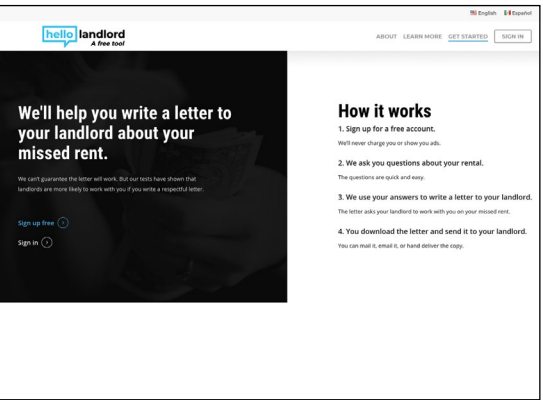 English Español
hello landlord
A free tool
ABOUT LEARN MORE GET STARTED SIGN IN
We'll help you write a letter to
your landlord about your
missed rent.
We can't guarantee the letter will work. But our tests have shown that
landlords are more likely to work with you if you write a respectful letter.
Sign up free
Sign in
How it works
1. Sign up for a free account.
We'll never charge you or show you ads.
2. We ask you questions about your rental.
The questions are quick and easy.
3. We use your answers to write a letter to your landlord.
The letter asks your landlord to work with you on your missed rent.
4. You download the letter and send it to your landlord.
You can mail it, email it, or hand deliver the copy.